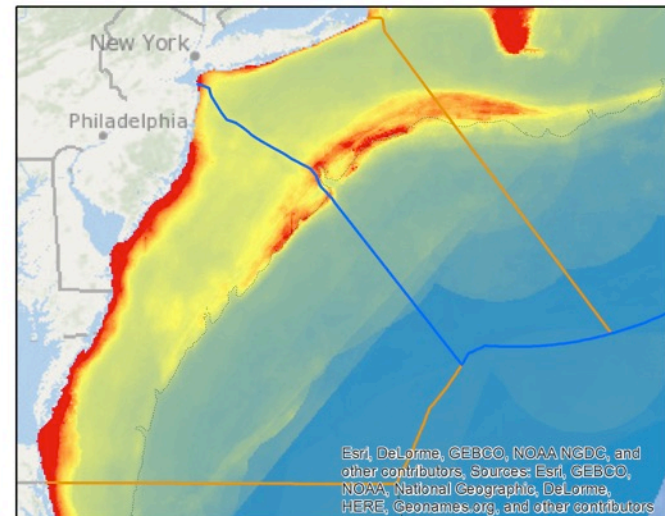 New York
Philadelphia
Esri, DeLorme, GEBCO, NOAA NGDC, and
other contributors, Sources: Esri, GEBCO,
NOAA, National Geographic, DeLorme,
HERE, Geonames.org, and other contributors